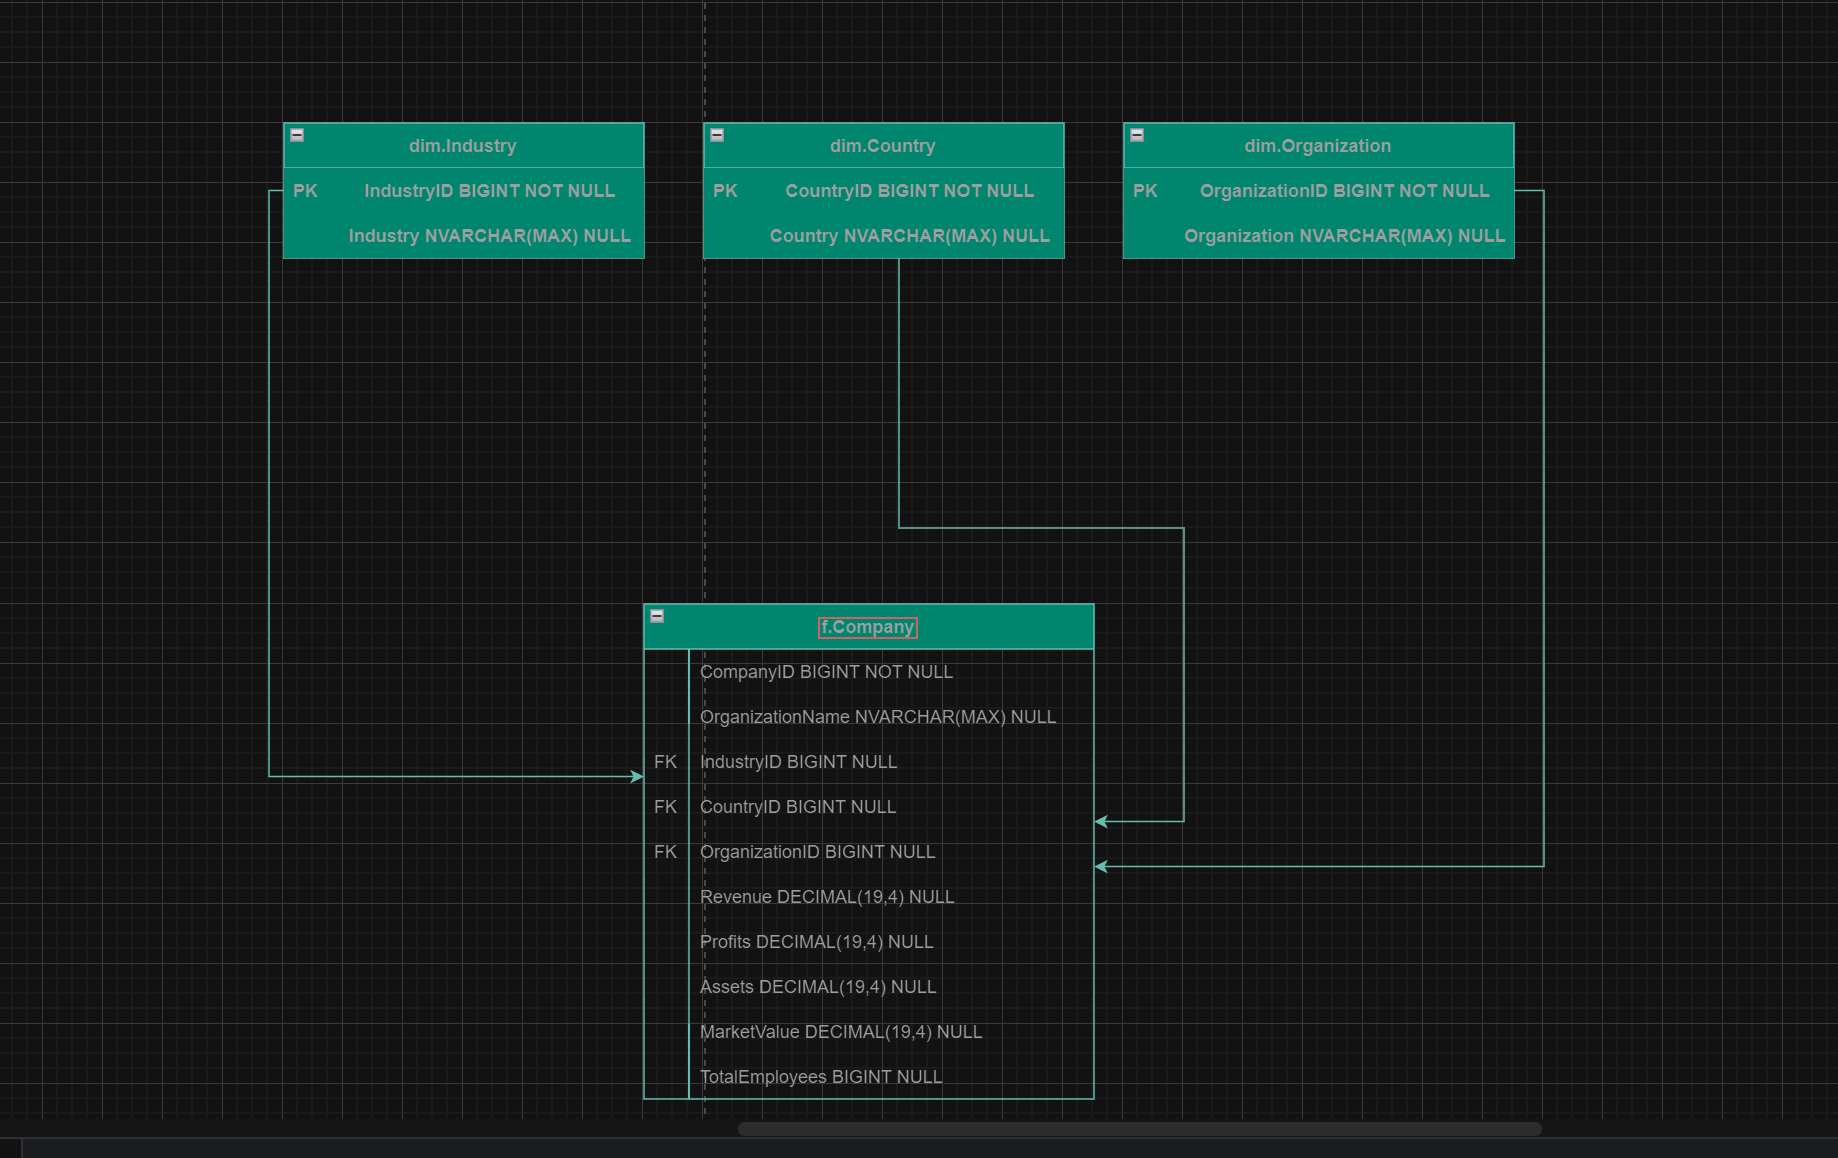 dim.Industry
PK IndustryID BIGINT NOT NULL
Industry NVARCHAR(MAX) NULL
dim.Country
PK CountryID BIGINT NOT NULL
Country NVARCHAR(MAX) NULL
dim.Organization
PK OrganizationID BIGINT NOT NULL
Organization NVARCHAR(MAX) NULL
f.Company
CompanyID BIGINT NOT NULL
OrganizationName NVARCHAR(MAX) NULL
FK IndustryID BIGINT NULL
FK CountryID BIGINT NULL
FK OrganizationID BIGINT NULL
Revenue DECIMAL(19,4) NULL
Profits DECIMAL(19,4) NULL
Assets DECIMAL(19,4) NULL
MarketValue DECIMAL(19,4) NULL
TotalEmployees BIGINT NULL